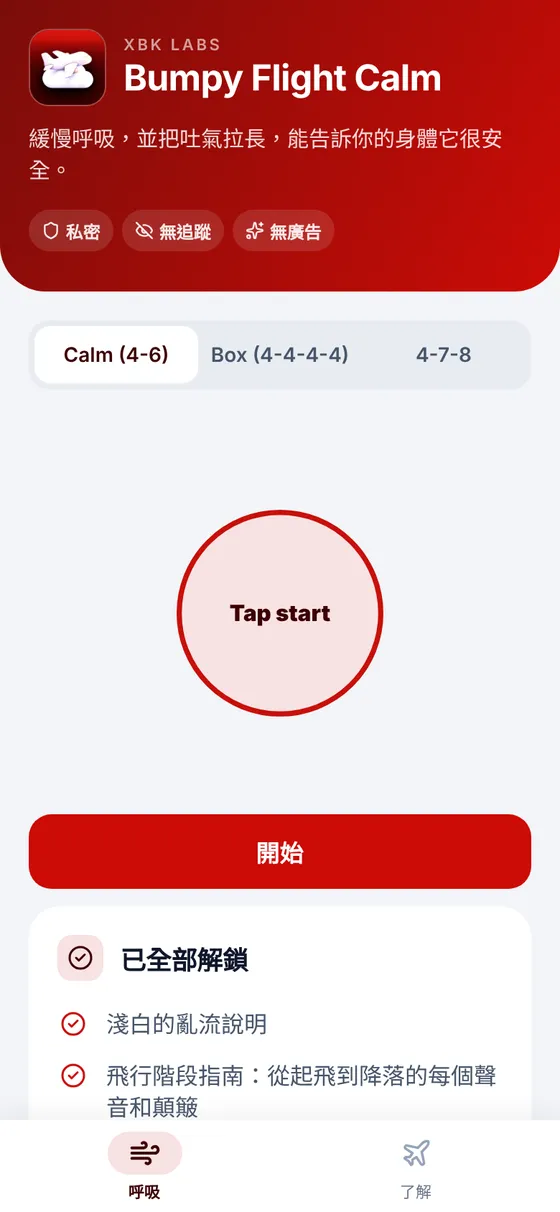 XBK LABS
Bumpy Flight Calm
緩慢呼吸，並把吐氣拉長，能告訴你的身體它很安
全。
私密
無追蹤
無廣告
Calm (4-6)
Box (4-4-4-4)
4-7-8
Tap start
開始
已全部解鎖
淺白的亂流說明
飛行階段指南：從起飛到降落的每個聲
音和顛簸
呼吸
了解